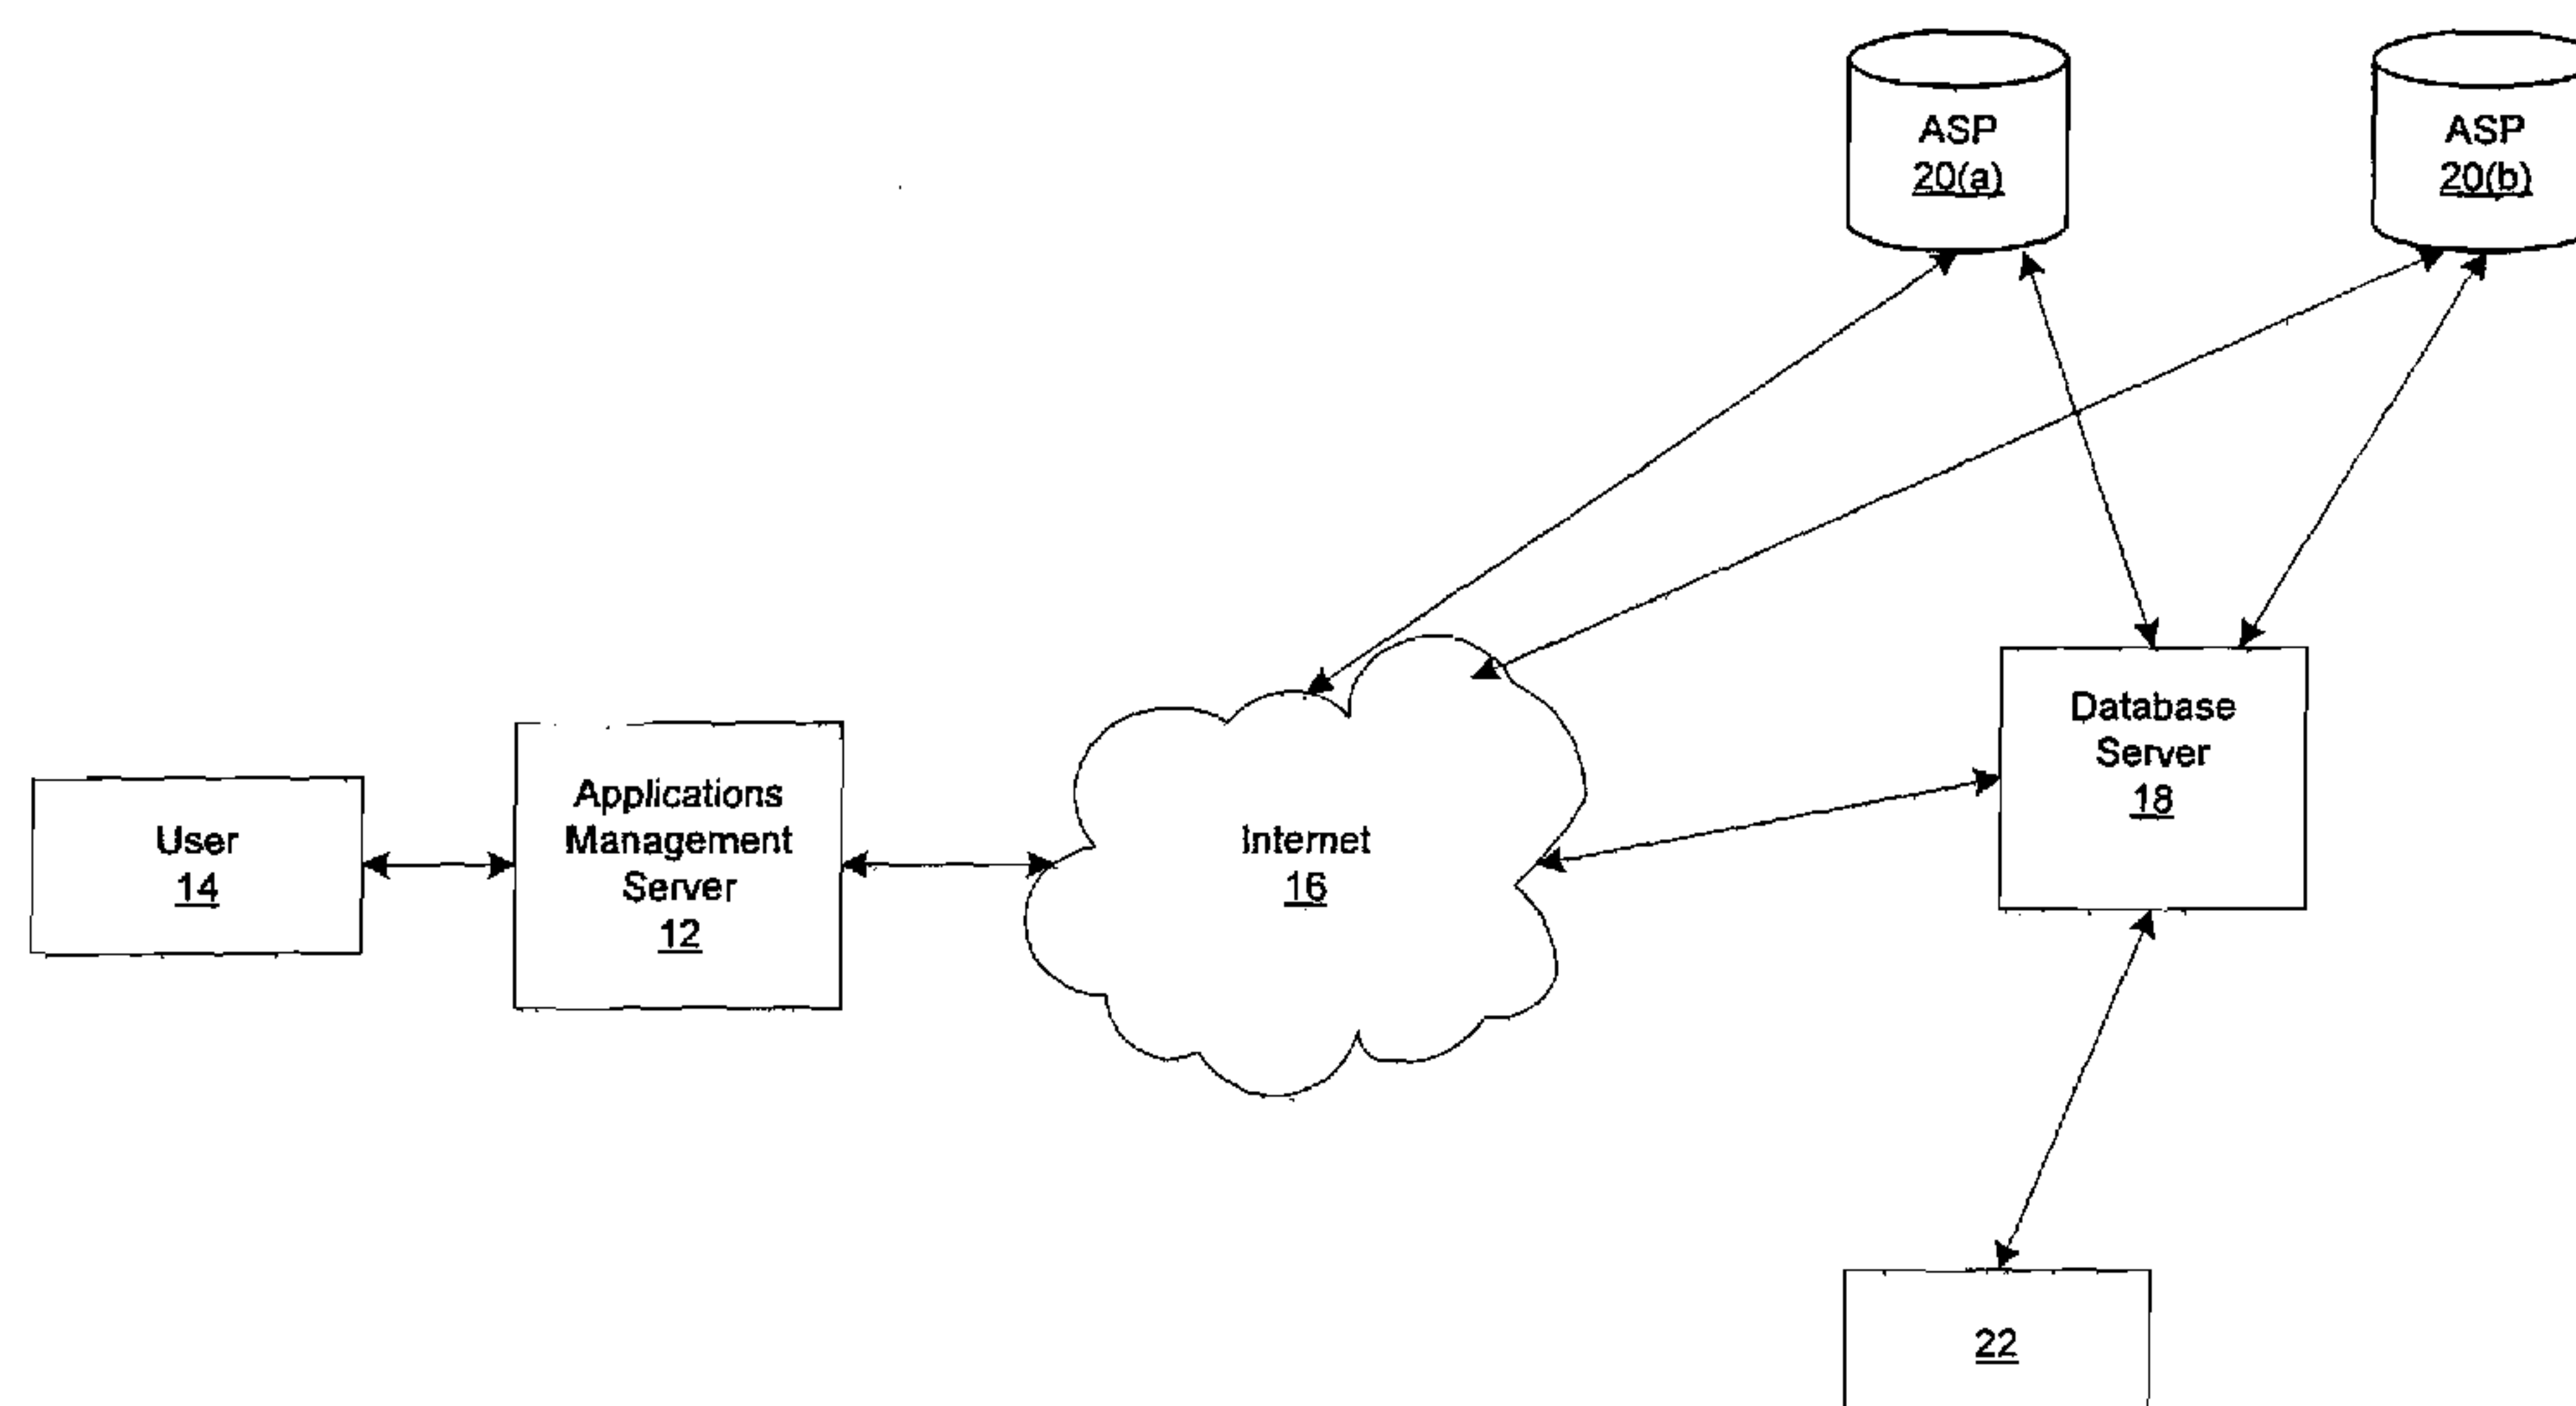 ASP
20(a)
ASP
20(b)
User
14
Applications
Management
Server
12
Internet
16
Database
Server
18
22